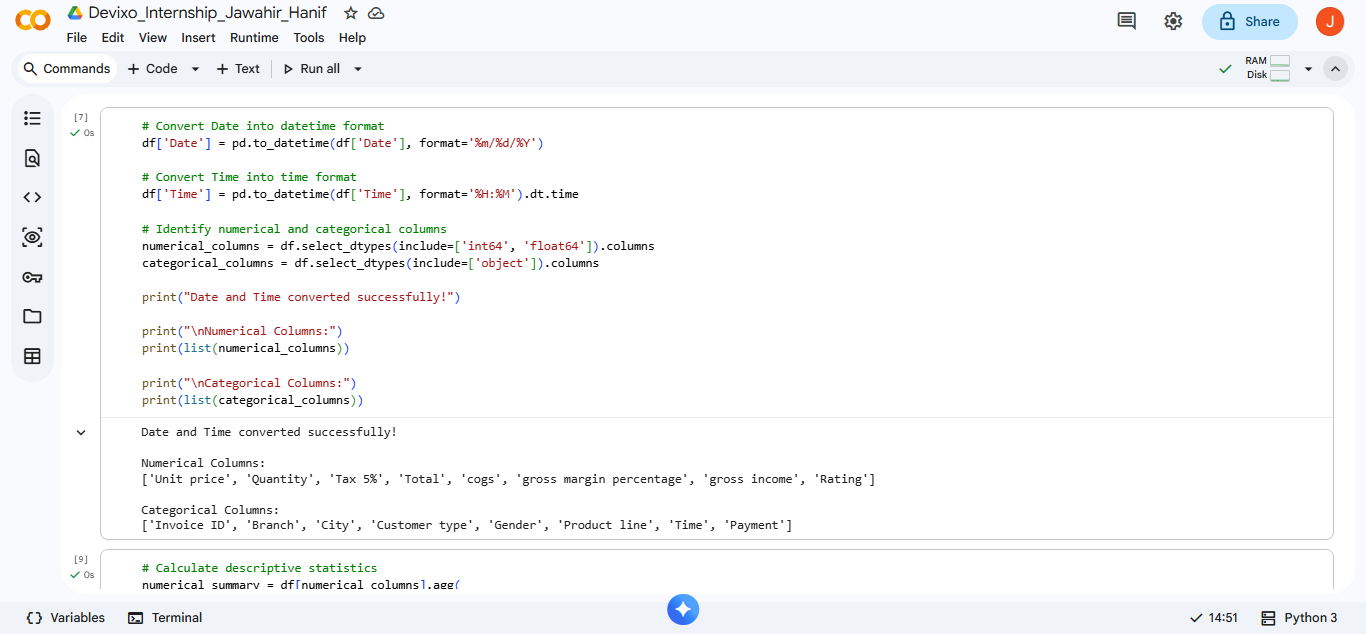 Devixo_Internship_Jawahir_Hanif
File Edit View Insert Runtime Tools Help
Share
J
Commands + Code + Text Run all
RAM
Disk
[7]
0s
# Convert Date into datetime format
df['Date'] = pd.to_datetime(df['Date'], format='%m/%d/%Y')
# Convert Time into time format
df['Time'] = pd.to_datetime(df['Time'], format='%H:%M').dt.time
# Identify numerical and categorical columns
numerical_columns = df.select_dtypes(include=['int64', 'float64']).columns
categorical_columns = df.select_dtypes(include=['object']).columns
print("Date and Time converted successfully!")
print("\nNumerical Columns:")
print(list(numerical_columns))
print("\nCategorical Columns:")
print(list(categorical_columns))
Date and Time converted successfully!
Numerical Columns:
['Unit price', 'Quantity', 'Tax 5%', 'Total', 'cogs', 'gross margin percentage', 'gross income', 'Rating']
Categorical Columns:
['Invoice ID', 'Branch', 'City', 'Customer type', 'Gender', 'Product line', 'Time', 'Payment']
[9]
0s
# Calculate descriptive statistics
numerical_summary = df[numerical_columns].agg(
Variables Terminal
14:51 Python 3